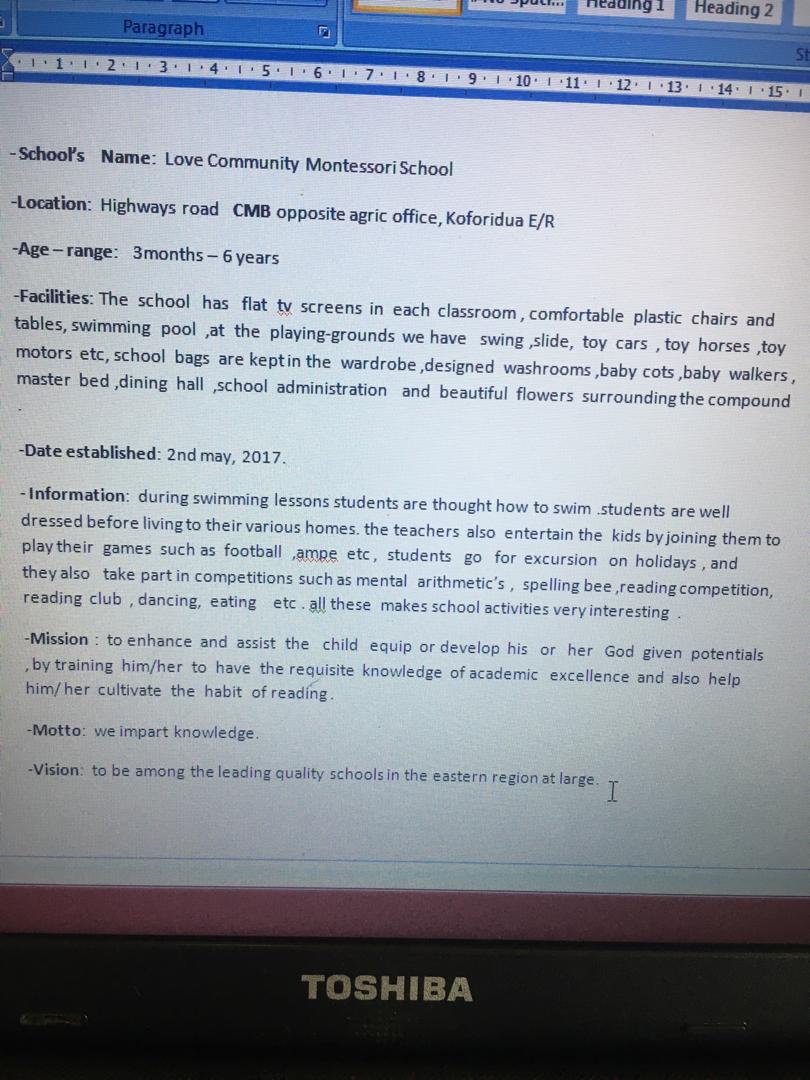 Paragraph
Heading 1
Heading 2
1 2 3 4 5 6 7 8 9 10 11 12 13 14 15
-School's Name: Love Community Montessori School
-Location: Highways road CMB opposite agric office, Koforidua E/R
-Age – range: 3months – 6 years
-Facilities: The school has flat tv screens in each classroom , comfortable plastic chairs and
tables, swimming pool ,at the playing-grounds we have swing ,slide, toy cars , toy horses ,toy
motors etc, school bags are kept in the wardrobe ,designed washrooms ,baby cots ,baby walkers ,
master bed ,dining hall ,school administration and beautiful flowers surrounding the compound
.
-Date established: 2nd may, 2017.
- Information: during swimming lessons students are thought how to swim .students are well
dressed before living to their various homes. the teachers also entertain the kids by joining them to
play their games such as football ,ampe etc , students go for excursion on holidays , and
they also take part in competitions such as mental arithmetic's , spelling bee ,reading competition,
reading club , dancing, eating etc . all these makes school activities very interesting .
-Mission : to enhance and assist the child equip or develop his or her God given potentials
, by training him/her to have the requisite knowledge of academic excellence and also help
him/ her cultivate the habit of reading .
-Motto: we impart knowledge.
-Vision: to be among the leading quality schools in the eastern region at large.
TOSHIBA